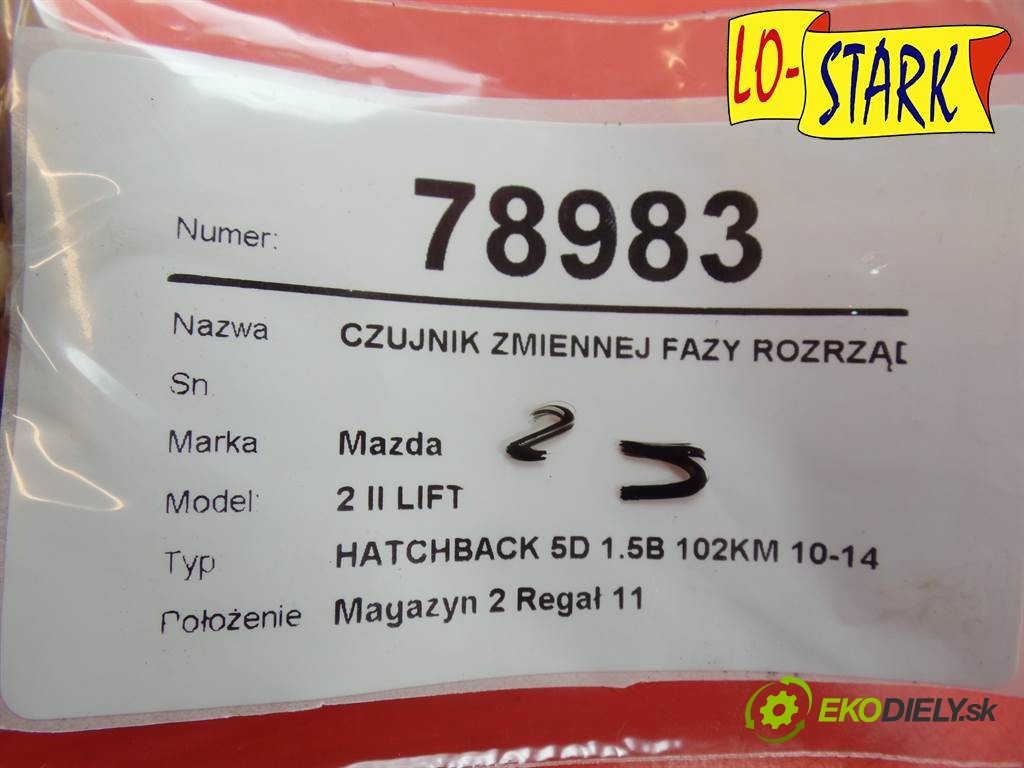 LO-STARK
Numer: 78983
Nazwa CZUJNIK ZMIENNEJ FAZY ROZRZĄD
Sn
Marka Mazda
Model: 2 II LIFT
Typ HATCHBACK 5D 1.5B 102KM 10-14
Położenie Magazyn 2 Regał 11
EKODIELY.sk